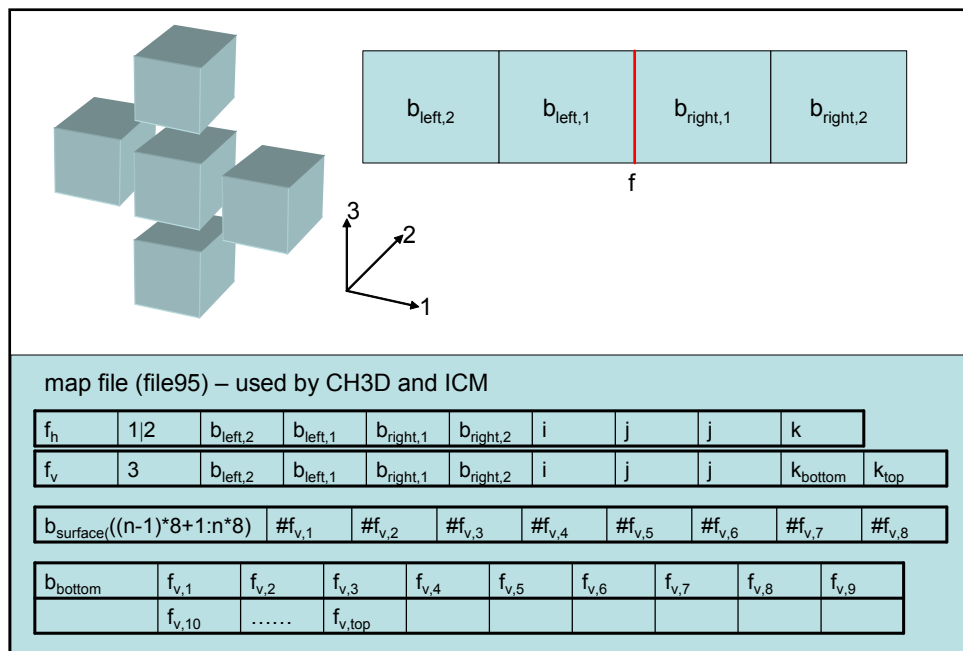 b_left,2 b_left,1 b_right,1 b_right,2
f
3
2
1
map file (file95) – used by CH3D and ICM
f_h 1|2 b_left,2 b_left,1 b_right,1 b_right,2 i j j k
f_v 3 b_left,2 b_left,1 b_right,1 b_right,2 i j j k_bottom k_top
b_surface(((n-1)*8+1:n*8) #f_v,1 #f_v,2 #f_v,3 #f_v,4 #f_v,5 #f_v,6 #f_v,7 #f_v,8
b_bottom f_v,1 f_v,2 f_v,3 f_v,4 f_v,5 f_v,6 f_v,7 f_v,8 f_v,9
f_v,10 …… f_v,top